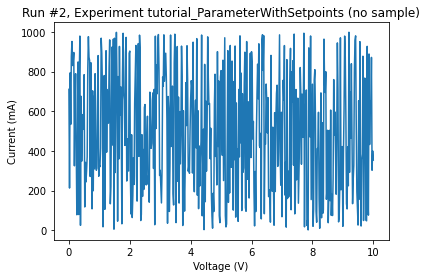 Run #2, Experiment tutorial_ParameterWithSetpoints (no sample)
1000
800
600
400
200
0
Current (mA)
0 2 4 6 8 10
Voltage (V)